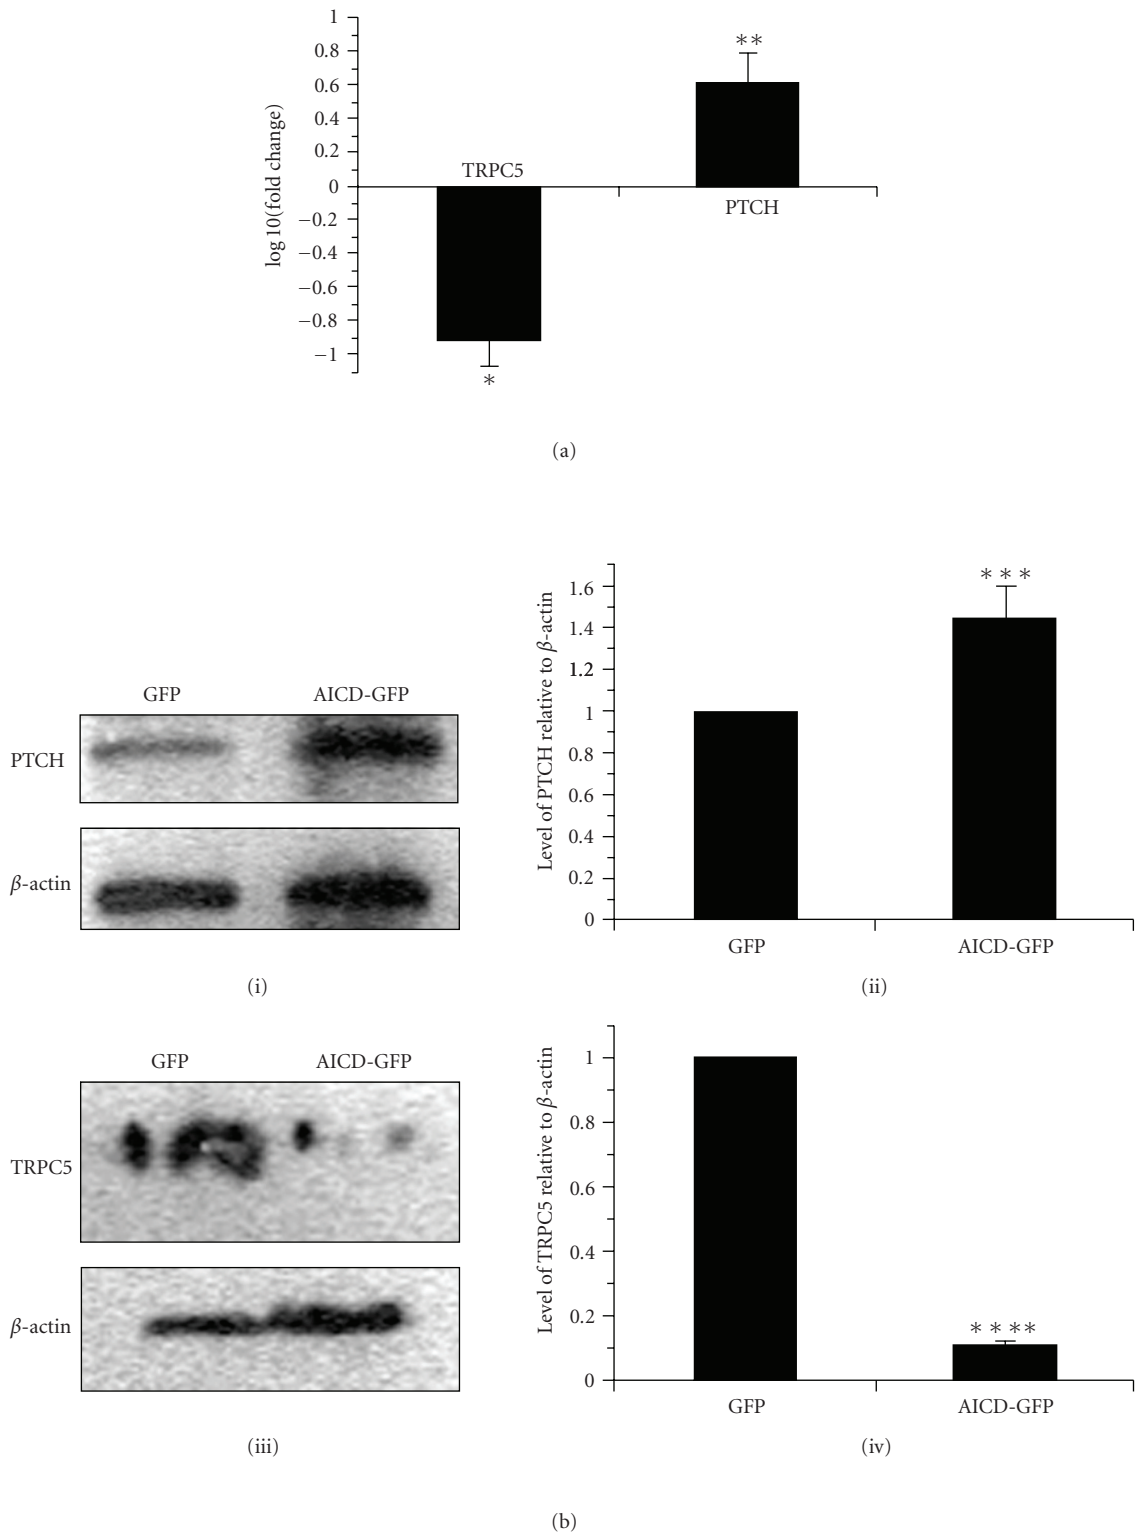 1
0.8
0.6
0.4
0.2
0
−0.2
−0.4
−0.6
−0.8
−1
log10(fold change)
TRPC5
∗
∗∗
PTCH
(a)
GFP AICD-GFP
PTCH
β-actin
(i)
1.6
1.4
1.2
1
0.8
0.6
0.4
0.2
0
Level of PTCH relative to β-actin
∗∗∗
GFP AICD-GFP
(ii)
GFP AICD-GFP
TRPC5
β-actin
(iii)
1
0.8
0.6
0.4
0.2
0
Level of TRPC5 relative to β-actin
∗∗∗∗
GFP AICD-GFP
(iv)
(b)